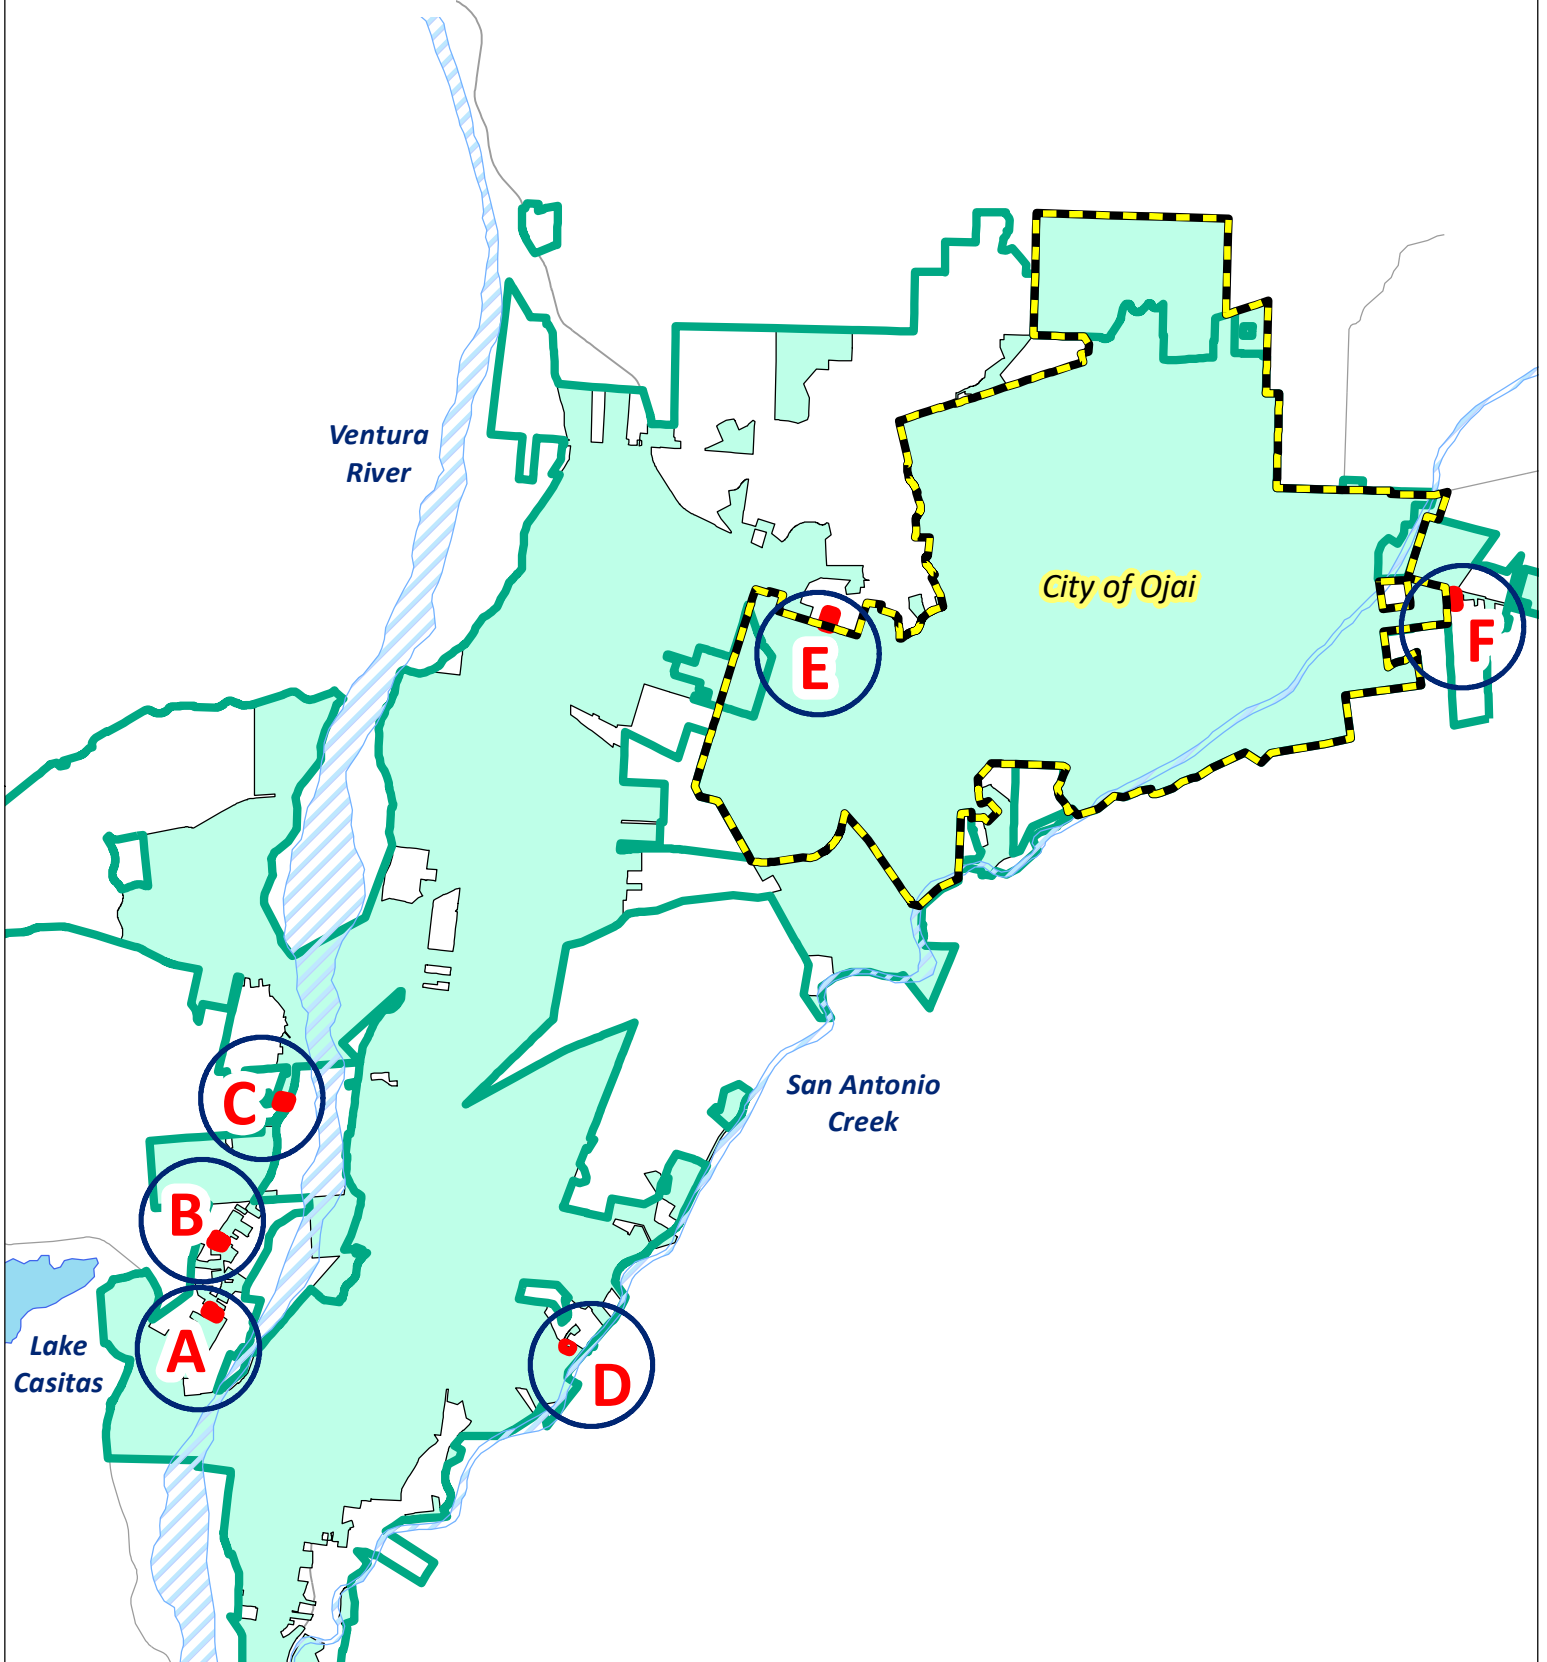 Ventura
River
City of Ojai
E
F
San Antonio
Creek
C
B
A
Lake
Casitas
D